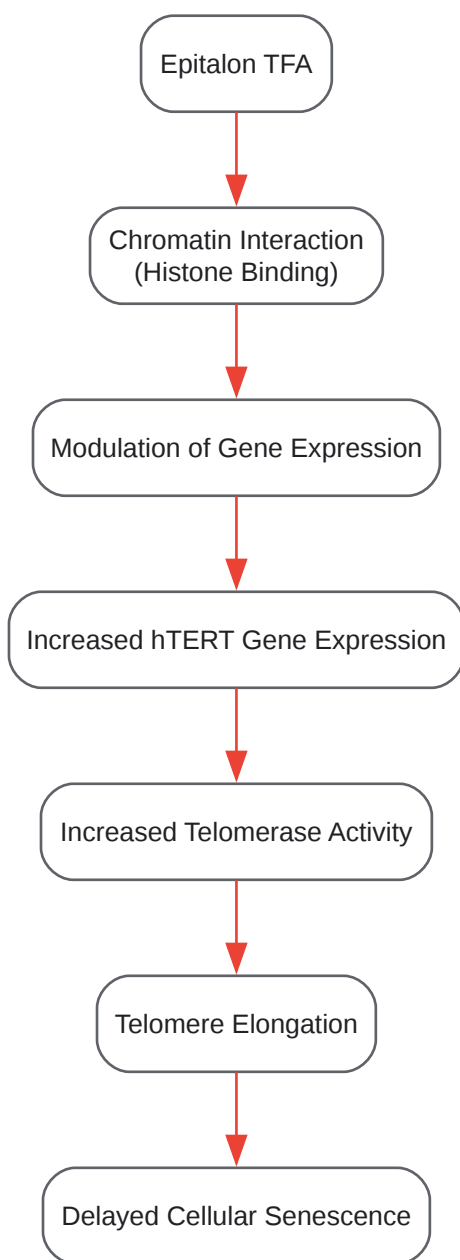 Epitalon TFA
Chromatin Interaction
(Histone Binding)
Modulation of Gene Expression
Increased hTERT Gene Expression
Increased Telomerase Activity
Telomere Elongation
Delayed Cellular Senescence